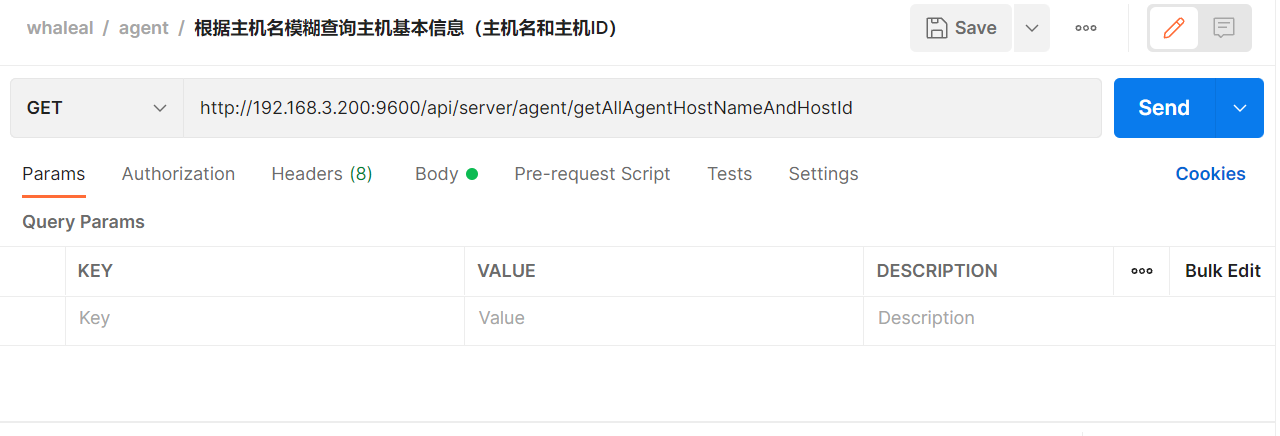 whaleal / agent / 根据主机名模糊查询主机基本信息（主机名和主机ID） Save
GET http://192.168.3.200:9600/api/server/agent/getAllAgentHostNameAndHostId Send
Params Authorization Headers (8) Body Pre-request Script Tests Settings Cookies
Query Params
KEY VALUE DESCRIPTION Bulk Edit
Key Value Description